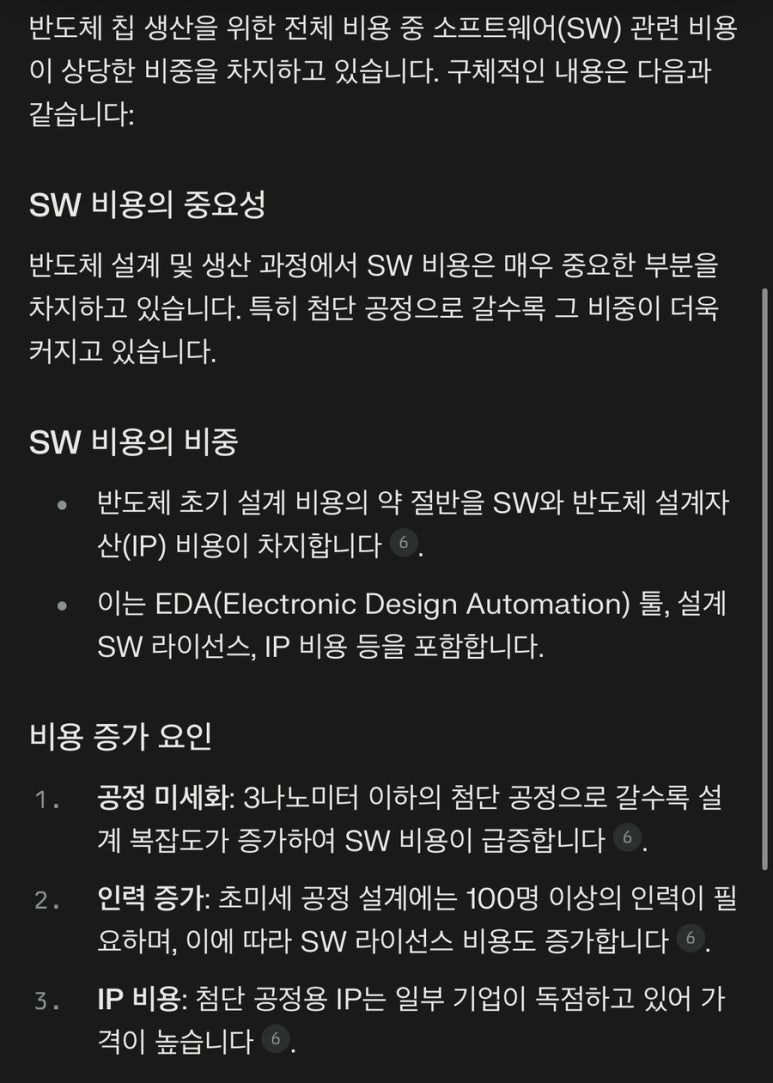 반도체 칩 생산을 위한 전체 비용 중 소프트웨어(SW) 관련 비용
이 상당한 비중을 차지하고 있습니다. 구체적인 내용은 다음과
같습니다:
SW 비용의 중요성
반도체 설계 및 생산 과정에서 SW 비용은 매우 중요한 부분을
차지하고 있습니다. 특히 첨단 공정으로 갈수록 그 비중이 더욱
커지고 있습니다.
SW 비용의 비중
• 반도체 초기 설계 비용의 약 절반을 SW와 반도체 설계자
산(IP) 비용이 차지합니다 6.
• 이는 EDA(Electronic Design Automation) 툴, 설계
SW 라이선스, IP 비용 등을 포함합니다.
비용 증가 요인
1. 공정 미세화: 3나노미터 이하의 첨단 공정으로 갈수록 설
계 복잡도가 증가하여 SW 비용이 급증합니다 6.
2. 인력 증가: 초미세 공정 설계에는 100명 이상의 인력이 필
요하며, 이에 따라 SW 라이선스 비용도 증가합니다 6.
3. IP 비용: 첨단 공정용 IP는 일부 기업이 독점하고 있어 가
격이 높습니다 6.